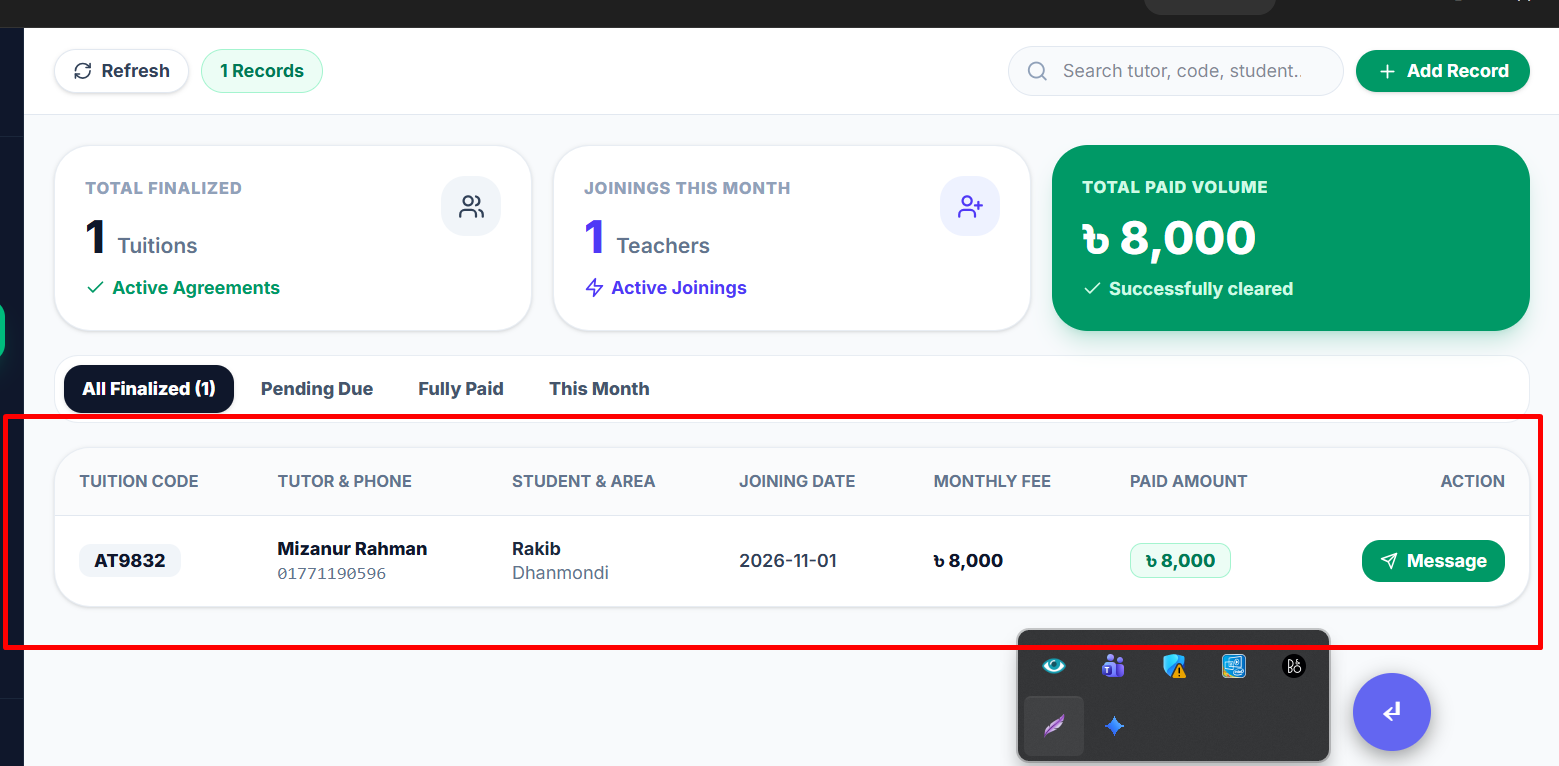 Refresh
1 Records
Search tutor, code, student..
+ Add Record
TOTAL FINALIZED
1 Tuitions
Active Agreements
JOININGS THIS MONTH
1 Teachers
Active Joinings
TOTAL PAID VOLUME
৳ 8,000
Successfully cleared
All Finalized (1)
Pending Due
Fully Paid
This Month
TUITION CODE
TUTOR & PHONE
STUDENT & AREA
JOINING DATE
MONTHLY FEE
PAID AMOUNT
ACTION
AT9832
Mizanur Rahman
01771190596
Rakib
Dhanmondi
2026-11-01
৳ 8,000
৳ 8,000
Message